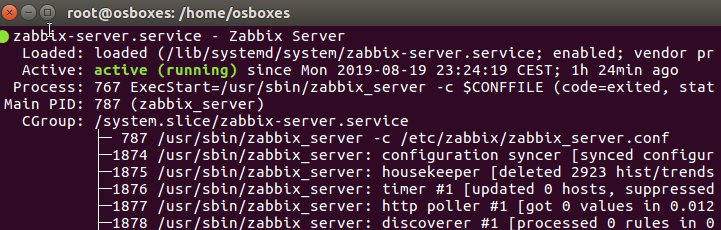 root@osboxes: /home/osboxes
zabbix-server.service - Zabbix Server
Loaded: loaded (/lib/systemd/system/zabbix-server.service; enabled; vendor pr
Active: active (running) since Mon 2019-08-19 23:24:19 CEST; 1h 24min ago
Process: 767 ExecStart=/usr/sbin/zabbix_server -c $CONFFILE (code=exited, stat
Main PID: 787 (zabbix_server)
CGroup: /system.slice/zabbix-server.service
├─ 787 /usr/sbin/zabbix_server -c /etc/zabbix/zabbix_server.conf
├─1874 /usr/sbin/zabbix_server: configuration syncer [synced configur
├─1875 /usr/sbin/zabbix_server: housekeeper [deleted 2923 hist/trends
├─1876 /usr/sbin/zabbix_server: timer #1 [updated 0 hosts, suppressed
├─1877 /usr/sbin/zabbix_server: http poller #1 [got 0 values in 0.012
├─1878 /usr/sbin/zabbix_server: discoverer #1 [processed 0 rules in 0